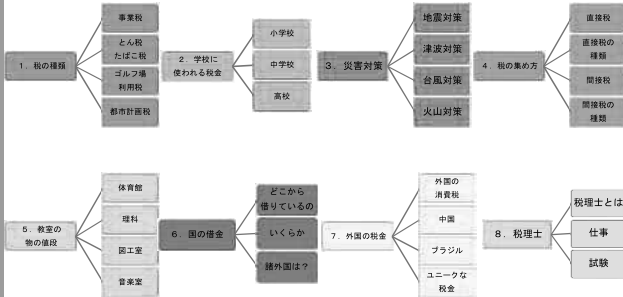 1．税の種類
事業税
とん税
たばこ税
ゴルフ場
利用税
都市計画税
2．学校に
使われる税金
小学校
中学校
高校
3．災害対策
地震対策
津波対策
台風対策
火山対策
4．税の集め方
直接税
直接税の
種類
間接税
間接税の
種類
5．教室の
物の値段
体育館
理科
図工室
音楽室
6．国の借金
どこから
借りているの
いくらか
諸外国は？
7．外国の税金
外国の
消費税
中国
ブラジル
ユニークな
税金
8．税理士
税理士とは
仕事
試験